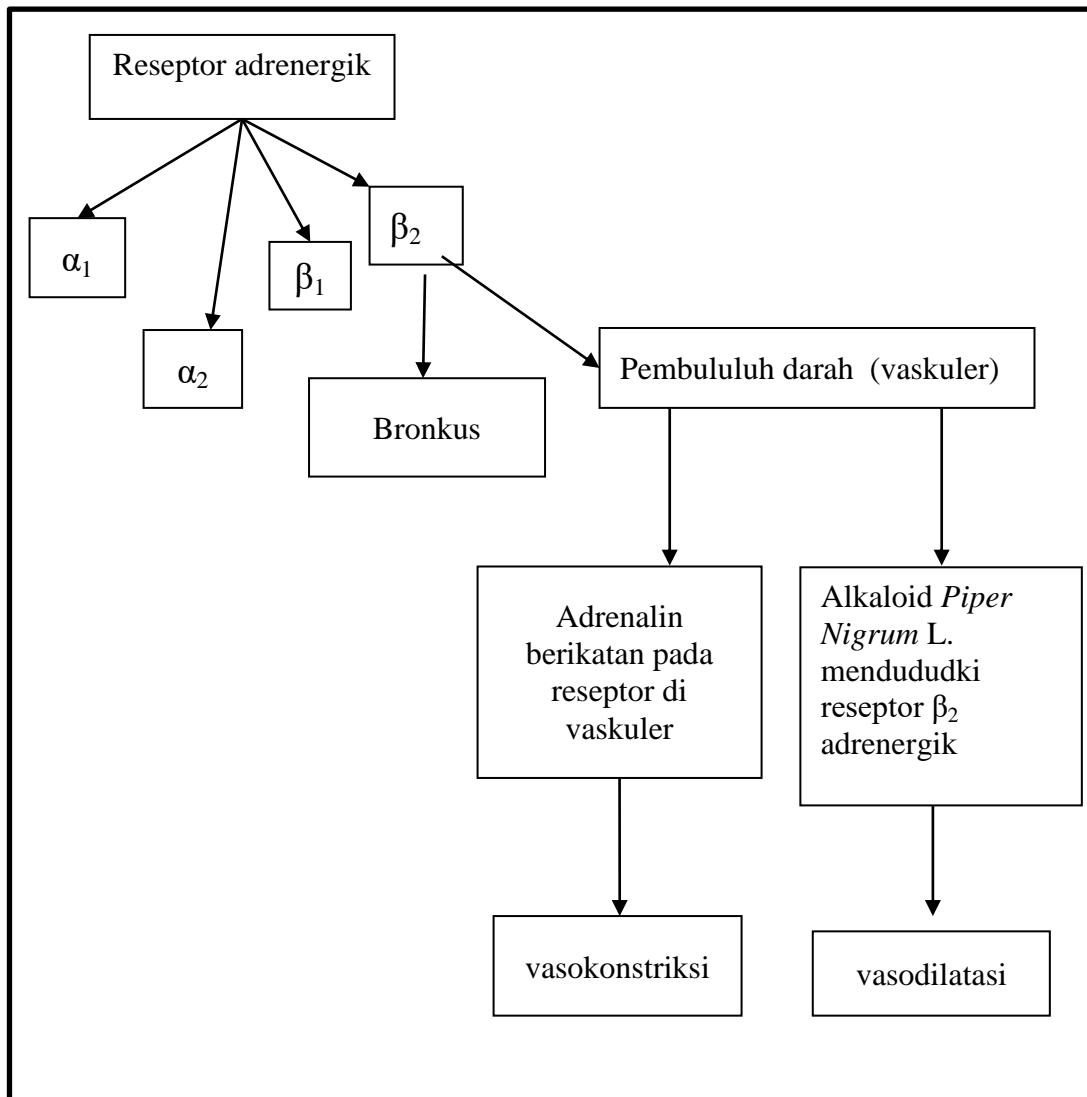 Reseptor adrenergik
α₁
α₂
β₁
β₂
Bronkus
Pembululuh darah  (vaskuler)
Adrenalin
berikatan pada
reseptor di
vaskuler
Alkaloid Piper
Nigrum L.
mendududki
reseptor β₂
adrenergik
vasokonstriksi
vasodilatasi